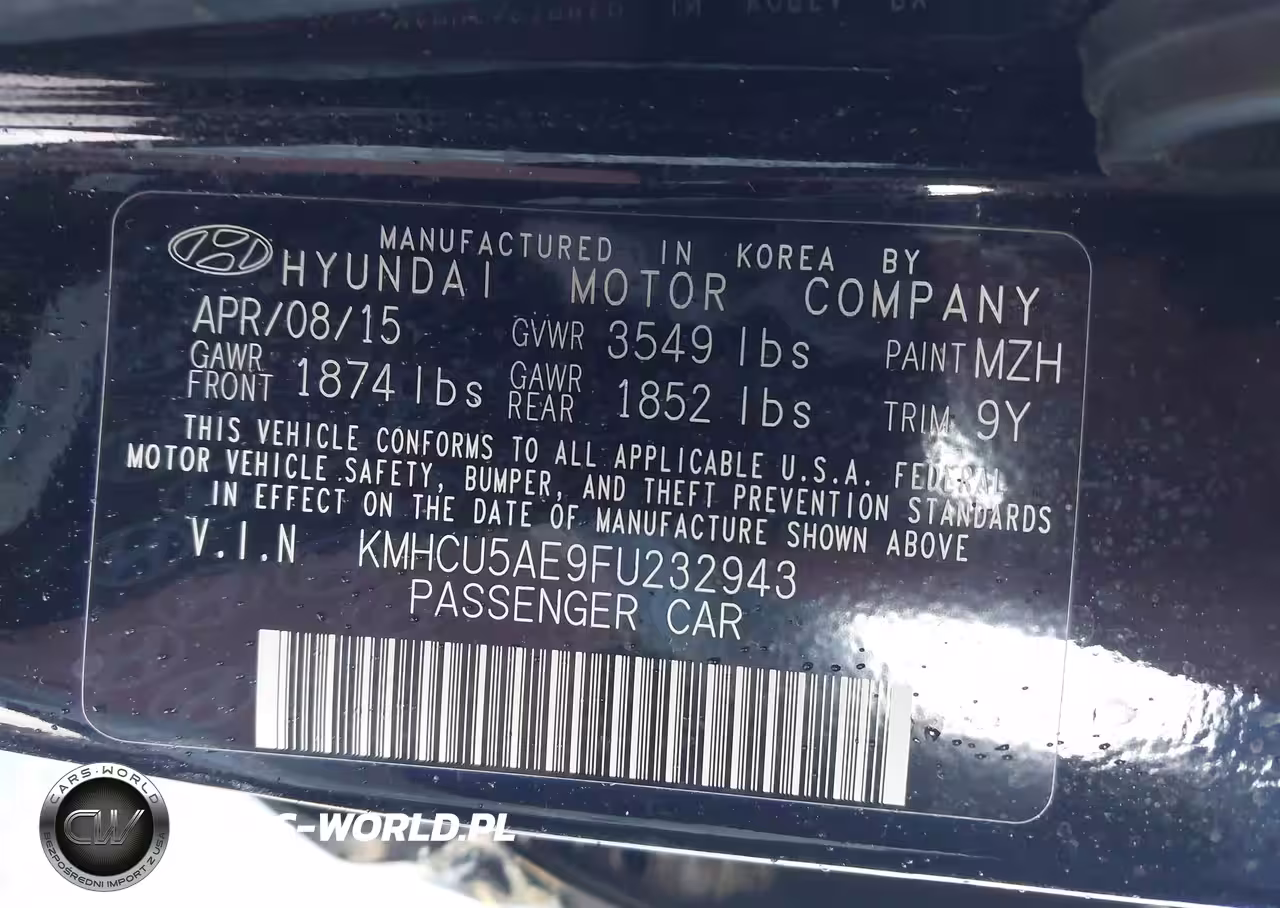 MANUFACTURED IN KOREA BY
HYUNDAI MOTOR COMPANY
APR/08/15 GVWR 3549 lbs PAINT MZH
GAWR FRONT 1874 lbs GAWR REAR 1852 lbs TRIM 9Y
THIS VEHICLE CONFORMS TO ALL APPLICABLE U.S.A. FEDERAL
MOTOR VEHICLE SAFETY, BUMPER, AND THEFT PREVENTION STANDARDS
IN EFFECT ON THE DATE OF MANUFACTURE SHOWN ABOVE
V.I.N KMHCU5AE9FU232943
PASSENGER CAR
CARS-WORLD
CW
BEZPOŚREDNI IMPORT Z USA
S-WORLD.PL